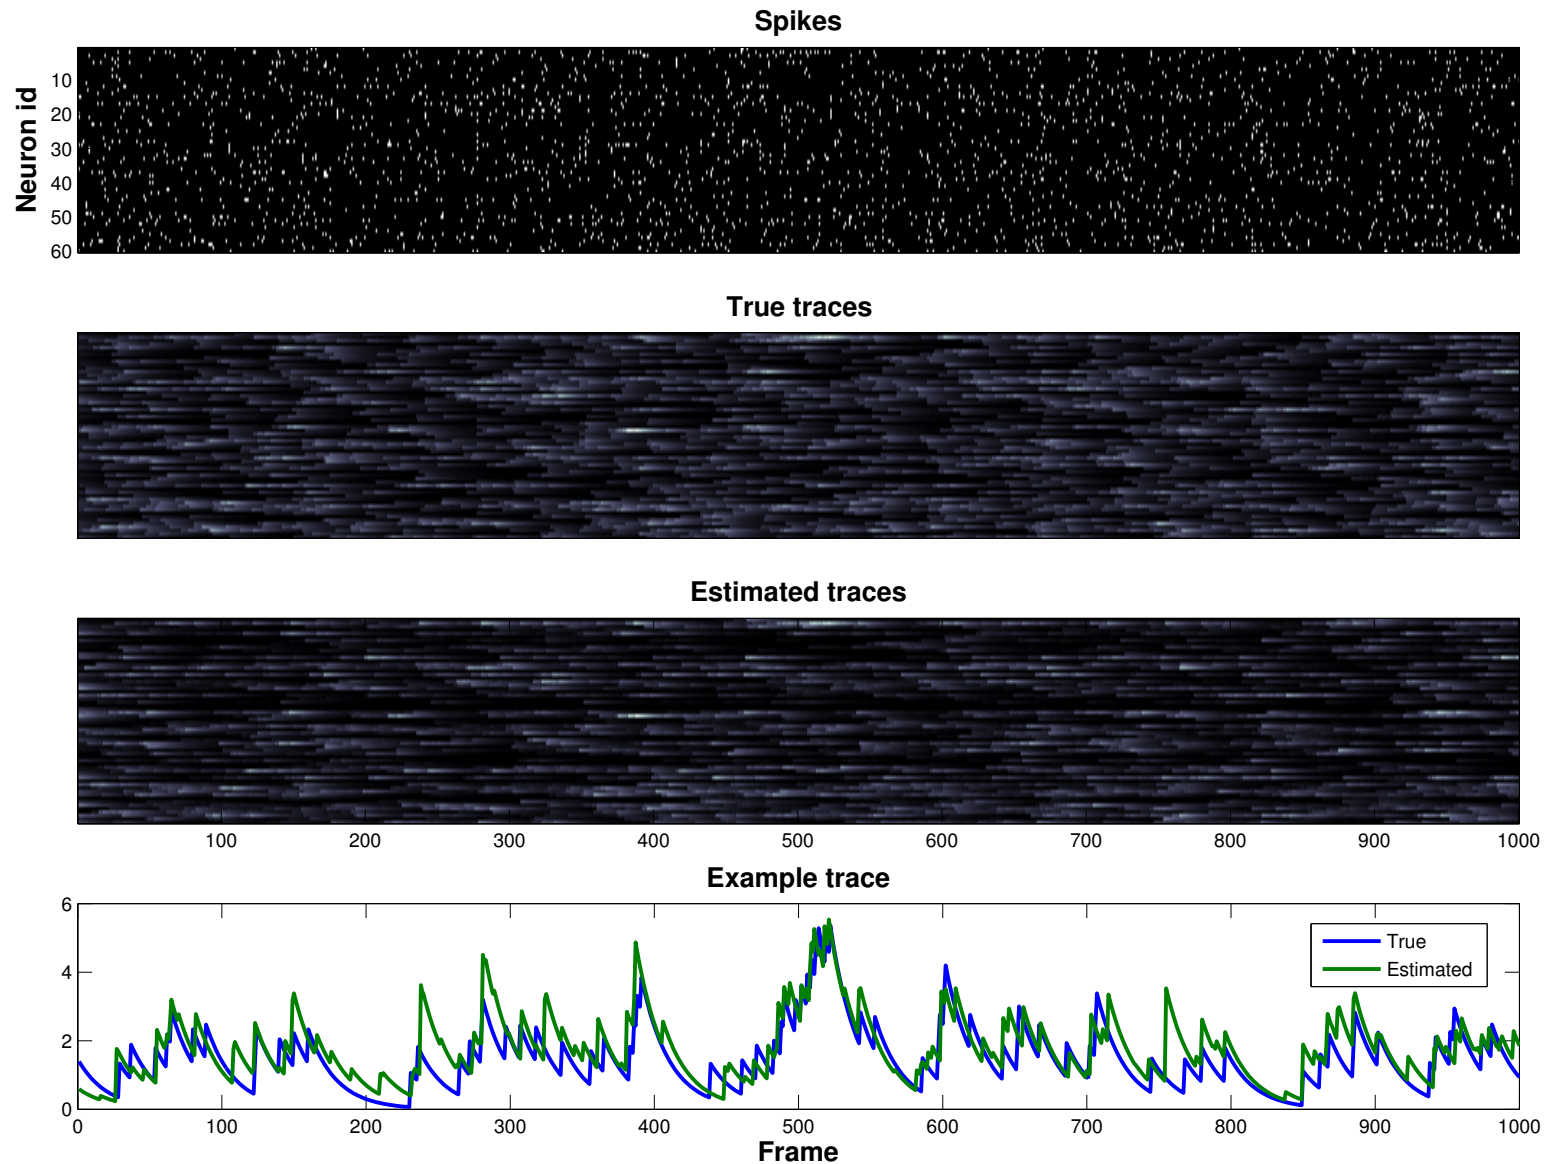 Spikes
Neuron id
10
20
30
40
50
60
True traces
Estimated traces
100 200 300 400 500 600 700 800 900 1000
Example trace
6
4
2
0
True
Estimated
0 100 200 300 400 500 600 700 800 900 1000
Frame